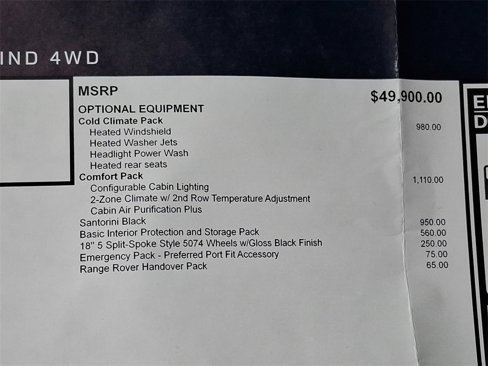 IND 4WD
MSRP $49,900.00
OPTIONAL EQUIPMENT
Cold Climate Pack 980.00
Heated Windshield
Heated Washer Jets
Headlight Power Wash
Heated rear seats
Comfort Pack 1,110.00
Configurable Cabin Lighting
2-Zone Climate w/ 2nd Row Temperature Adjustment
Cabin Air Purification Plus
Santorini Black 950.00
Basic Interior Protection and Storage Pack 560.00
18" 5 Split-Spoke Style 5074 Wheels w/Gloss Black Finish 250.00
Emergency Pack - Preferred Port Fit Accessory 75.00
Range Rover Handover Pack 65.00